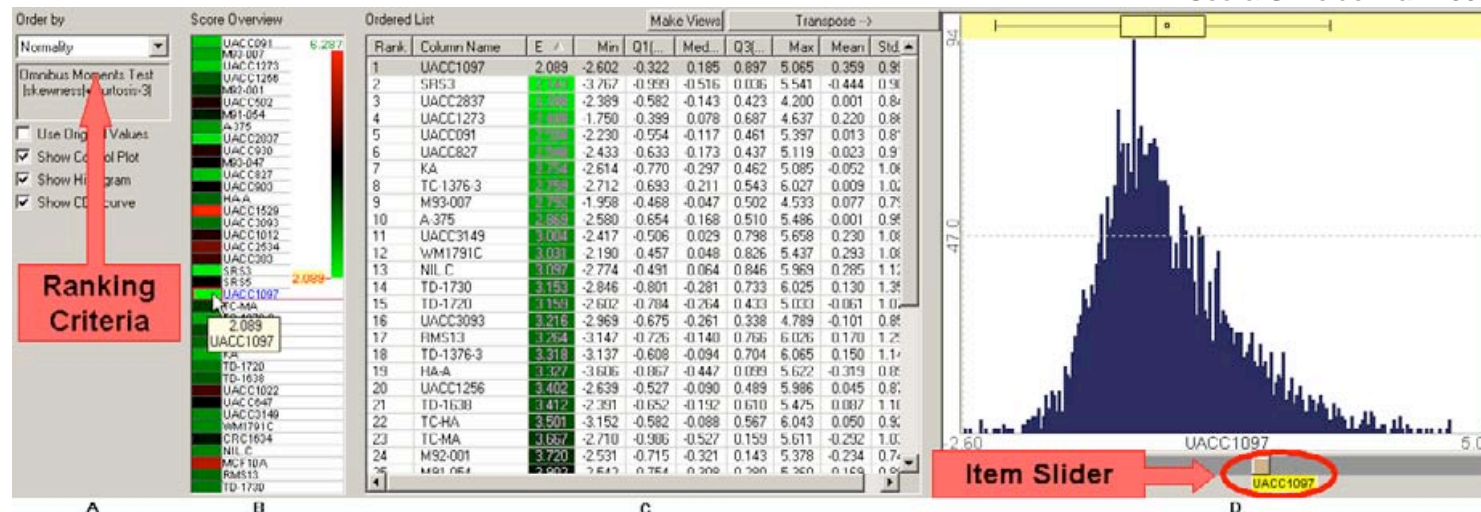 Order by
Normality
Omnibus Moments Test
|skewness|+|kurtosis-3|
Use Original Values
Show Control Plot
Show Histogram
Show CDF curve
Ranking
Criteria
A
Score Overview
6.287
UACC091
M93-007
UACC1273
UACC1256
M92-001
UACC502
M91-054
A-375
UACC2837
UACC930
M93-047
UACC827
UACC903
HA-A
UACC1529
UACC3093
UACC1012
UACC2534
UACC383
SRS3
SRS5
2.089
UACC1097
TC-MA
2.089
UACC1097
KA
TD-1720
TD-1638
UACC1022
UACC647
UACC3149
WM1791C
CRC1634
NIL C
MCF10A
RMS13
TD-1730
B
Ordered List
Make Views
Transpose -->
Rank Column Name E Min Q1(... Med... Q3(... Max Mean Std.
1 UACC1097 2.089 -2.602 -0.322 0.185 0.897 5.065 0.359
2 SRS3 -3.767 -0.999 -0.516 0.036 5.541 -0.444
3 UACC2837 -2.389 -0.582 -0.143 0.423 4.200 0.001
4 UACC1273 -1.750 -0.399 0.078 0.687 4.637 0.220
5 UACC091 -2.230 -0.554 -0.117 0.461 5.397 0.013
6 UACC827 -2.433 -0.633 -0.173 0.437 5.119 -0.023
7 KA -2.614 -0.770 -0.297 0.462 5.085 -0.052
8 TC-1376-3 -2.712 -0.693 -0.211 0.543 6.027 0.009
9 M93-007 -1.958 -0.468 -0.047 0.502 4.533 0.077
10 A-375 2.869 -2.580 -0.654 -0.168 0.510 5.486 -0.001
11 UACC3149 3.004 -2.417 -0.506 0.029 0.798 5.658 0.230
12 WM1791C 3.031 -2.190 -0.457 0.048 0.826 5.437 0.293
13 NIL C 3.097 -2.774 -0.491 0.064 0.846 5.969 0.285
14 TD-1730 3.153 -2.846 -0.801 -0.281 0.733 6.025 0.130
15 TD-1720 3.159 -2.602 -0.784 -0.264 0.433 5.033 -0.061
16 UACC3093 3.216 -2.969 -0.675 -0.261 0.338 4.789 -0.101
17 RMS13 3.264 -3.147 -0.726 -0.140 0.766 6.026 0.170
18 TD-1376-3 3.318 -3.137 -0.608 -0.094 0.704 6.065 0.150
19 HA-A 3.327 -3.606 -0.867 -0.447 0.099 5.622 -0.319
20 UACC1256 3.402 -2.639 -0.527 -0.090 0.489 5.986 0.045
21 TD-1638 3.412 -2.391 -0.652 -0.192 0.610 5.475 0.087
22 TC-HA 3.501 -3.152 -0.582 -0.088 0.567 6.043 0.050
23 TC-MA 3.667 -2.710 -0.986 -0.527 0.159 5.611 -0.292
24 M92-001 3.720 -2.531 -0.715 -0.321 0.143 5.378 -0.234
C
94
47.0
-2.60 UACC1097 5.0
Item Slider
UACC1097
D